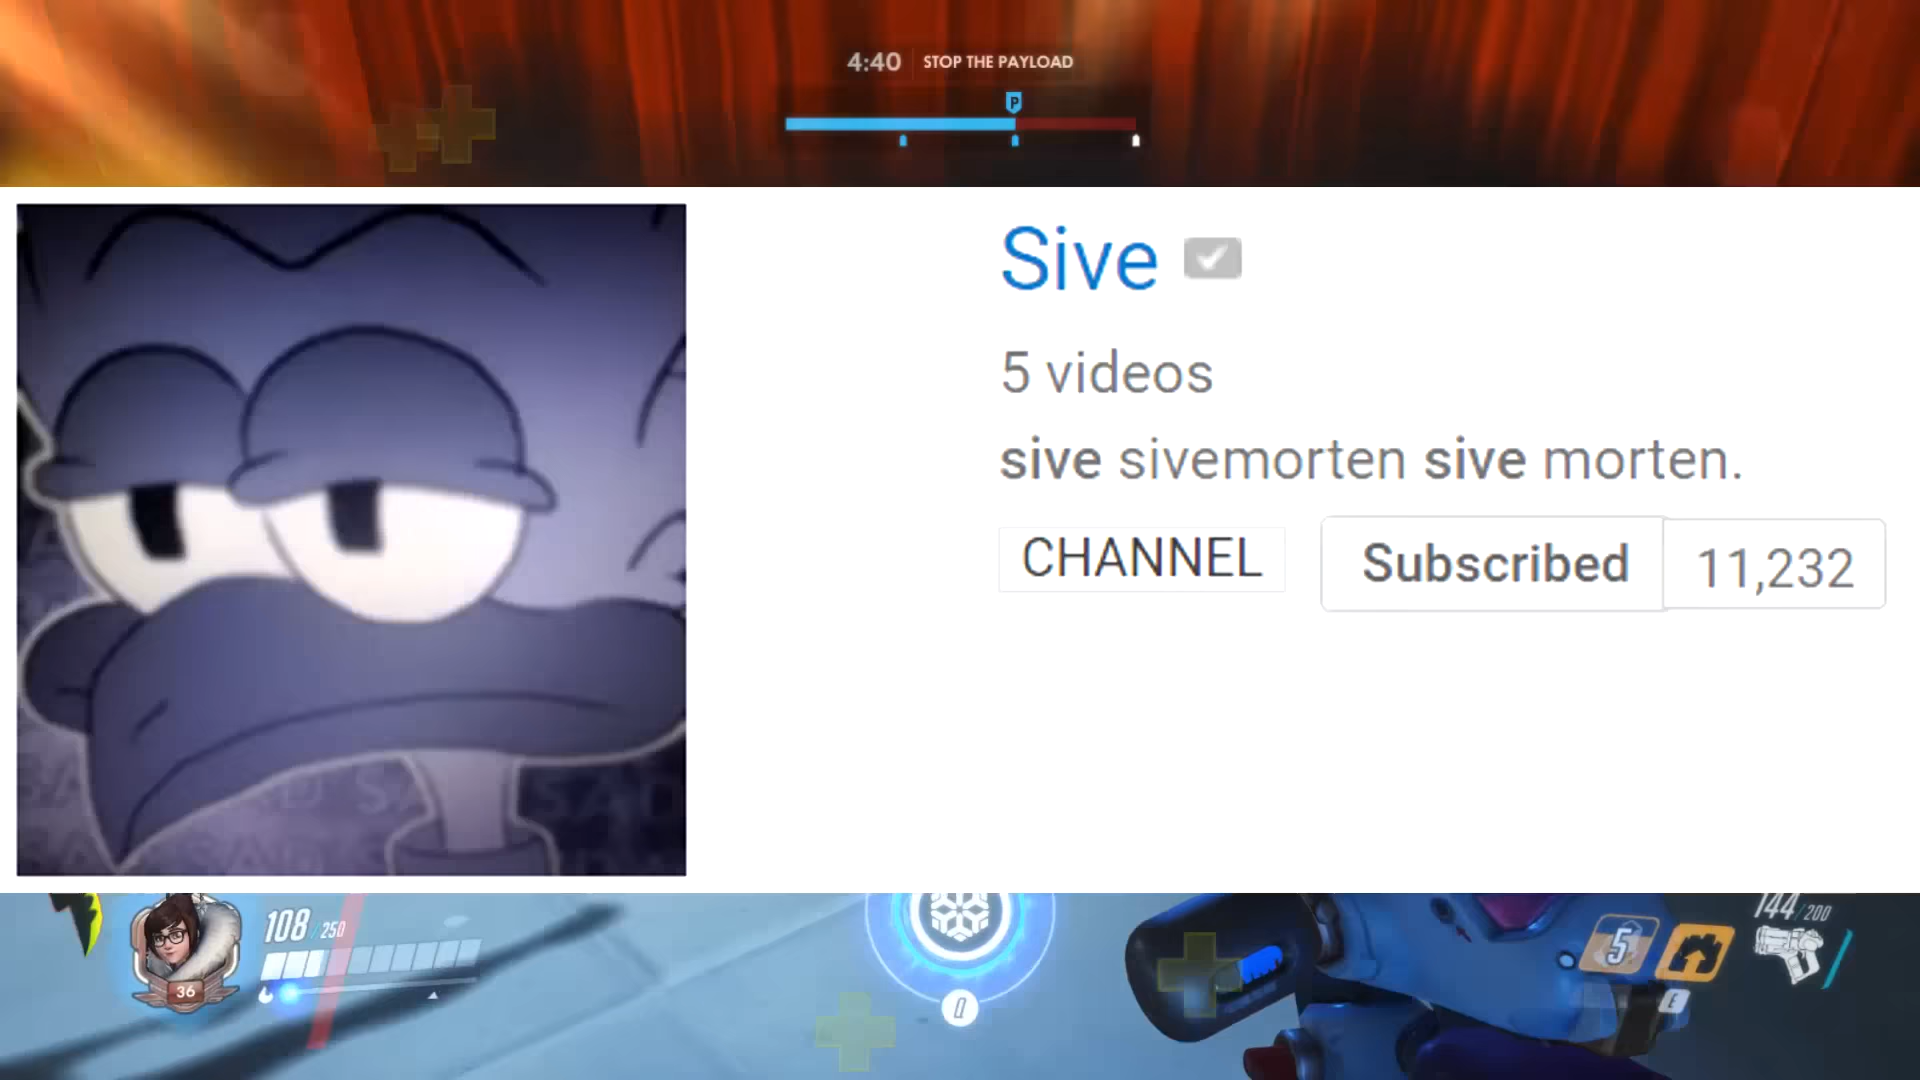 4:40 STOP THE PAYLOAD
P
Sive
5 videos
sive sivemorten sive morten.
CHANNEL Subscribed 11,232
SAD
108/250
144/200
5
36
E
Q